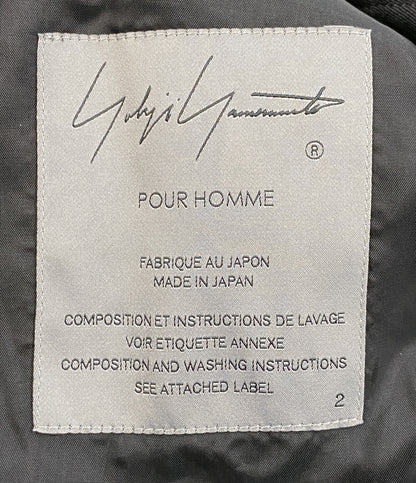 Yohji Yamamoto
®
POUR HOMME
FABRIQUE AU JAPON
MADE IN JAPAN
COMPOSITION ET INSTRUCTIONS DE LAVAGE
VOIR ETIQUETTE ANNEXE
COMPOSITION AND WASHING INSTRUCTIONS
SEE ATTACHED LABEL
2